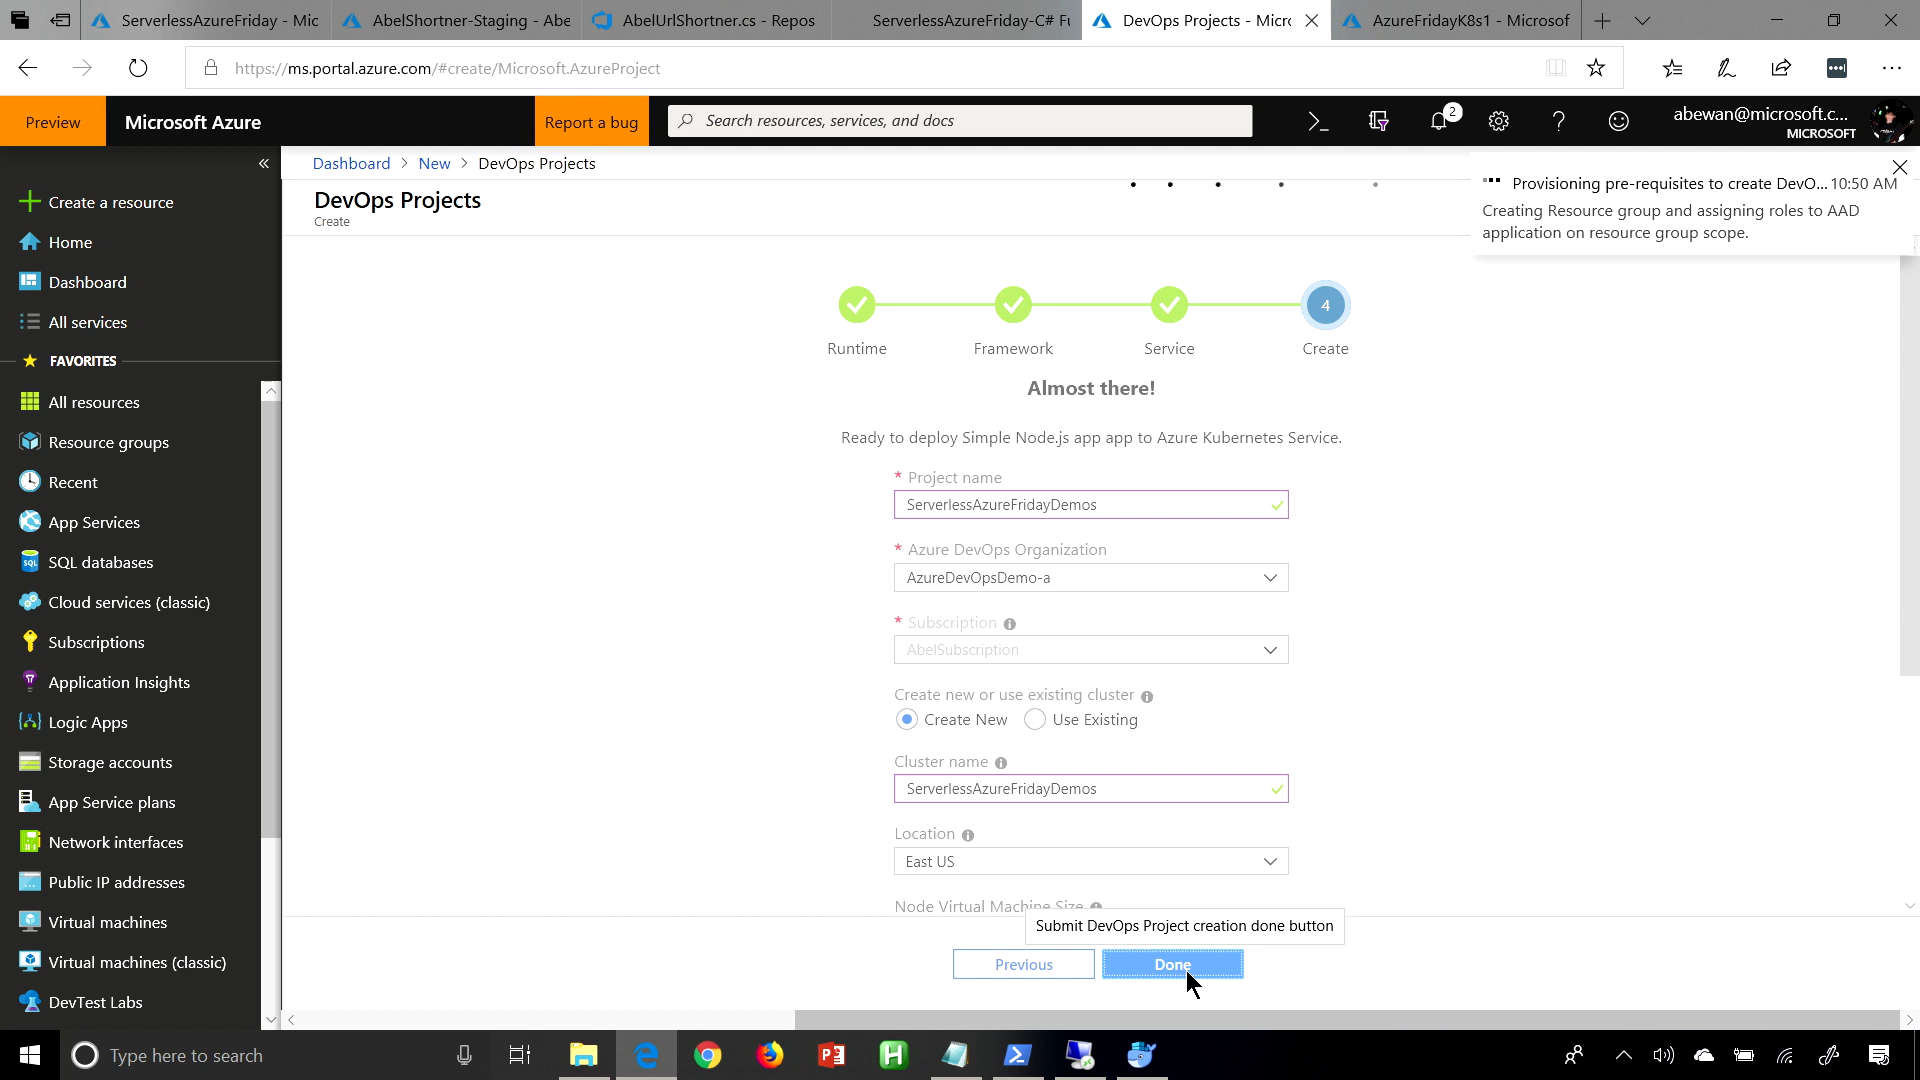 ServerlessAzureFriday - Mic
AbelShortner-Staging - Abe
AbelUrlShortner.cs - Repos
ServerlessAzureFriday-C# Fu
DevOps Projects - Micr
AzureFridayK8s1 - Microsof
https://ms.portal.azure.com/#create/Microsoft.AzureProject
Preview
Microsoft Azure
Report a bug
Search resources, services, and docs
2
abewan@microsoft.c...
MICROSOFT
Dashboard > New > DevOps Projects
DevOps Projects
Create
Provisioning pre-requisites to create DevO... 10:50 AM
Creating Resource group and assigning roles to AAD
application on resource group scope.
Create a resource
Home
Dashboard
All services
FAVORITES
All resources
Resource groups
Recent
App Services
SQL databases
Cloud services (classic)
Subscriptions
Application Insights
Logic Apps
Storage accounts
App Service plans
Network interfaces
Public IP addresses
Virtual machines
Virtual machines (classic)
DevTest Labs
4
Runtime
Framework
Service
Create
Almost there!
Ready to deploy Simple Node.js app app to Azure Kubernetes Service.
* Project name
ServerlessAzureFridayDemos
* Azure DevOps Organization
AzureDevOpsDemo-a
* Subscription
AbelSubscription
Create new or use existing cluster
Create New
Use Existing
Cluster name
ServerlessAzureFridayDemos
Location
East US
Node Virtual Machine Size
Submit DevOps Project creation done button
Previous
Done
Type here to search